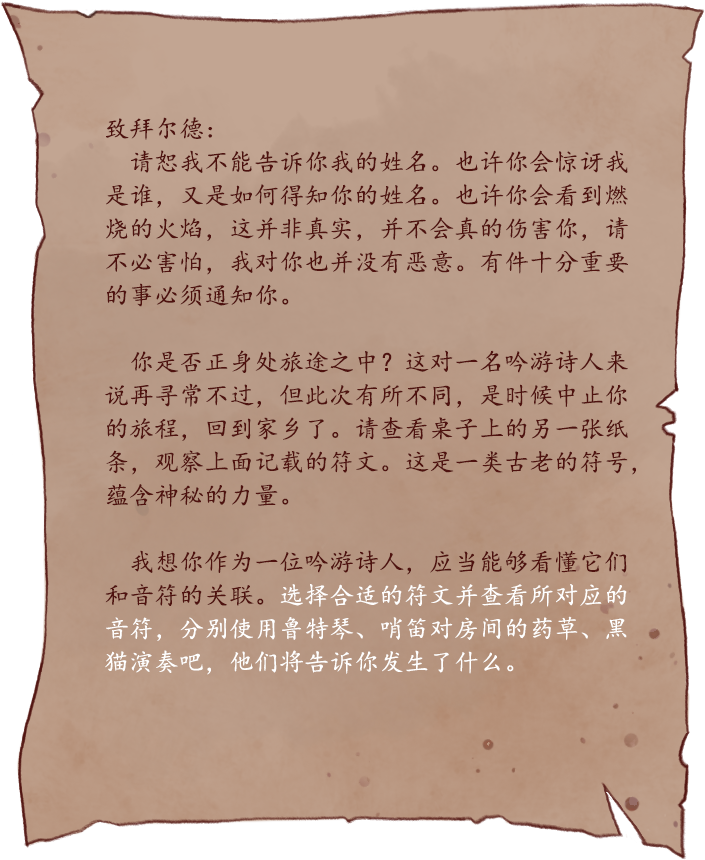 致拜尔德：
请恕我不能告诉你我的姓名。也许你会惊讶我
是谁，又是如何得知你的姓名。也许你会看到燃
烧的火焰，这并非真实，并不会真的伤害你，请
不必害怕，我对你也并没有恶意。有件十分重要
的事必须通知你。
你是否正身处旅途之中？这对一名吟游诗人来
说再寻常不过，但此次有所不同，是时候中止你
的旅程，回到家乡了。请查看桌子上的另一张纸
条，观察上面记载的符文。这是一类古老的符号，
蕴含神秘的力量。
我想你作为一位吟游诗人，应当能够看懂它们
和音符的关联。选择合适的符文并查看所对应的
音符，分别使用鲁特琴、哨笛对房间的药草、黑
猫演奏吧，他们将告诉你发生了什么。